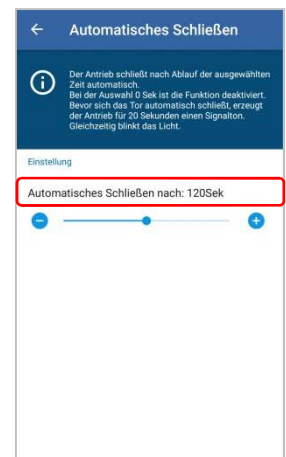 Automatisches Schließen
Der Antrieb schließt nach Ablauf der ausgewählten
Zeit automatisch.
Bei der Auswahl 0 Sek ist die Funktion deaktiviert.
Bevor sich das Tor automatisch schließt, erzeugt
der Antrieb für 20 Sekunden einen Signalton.
Gleichzeitig blinkt das Licht.
Einstellung
Automatisches Schließen nach: 120Sek